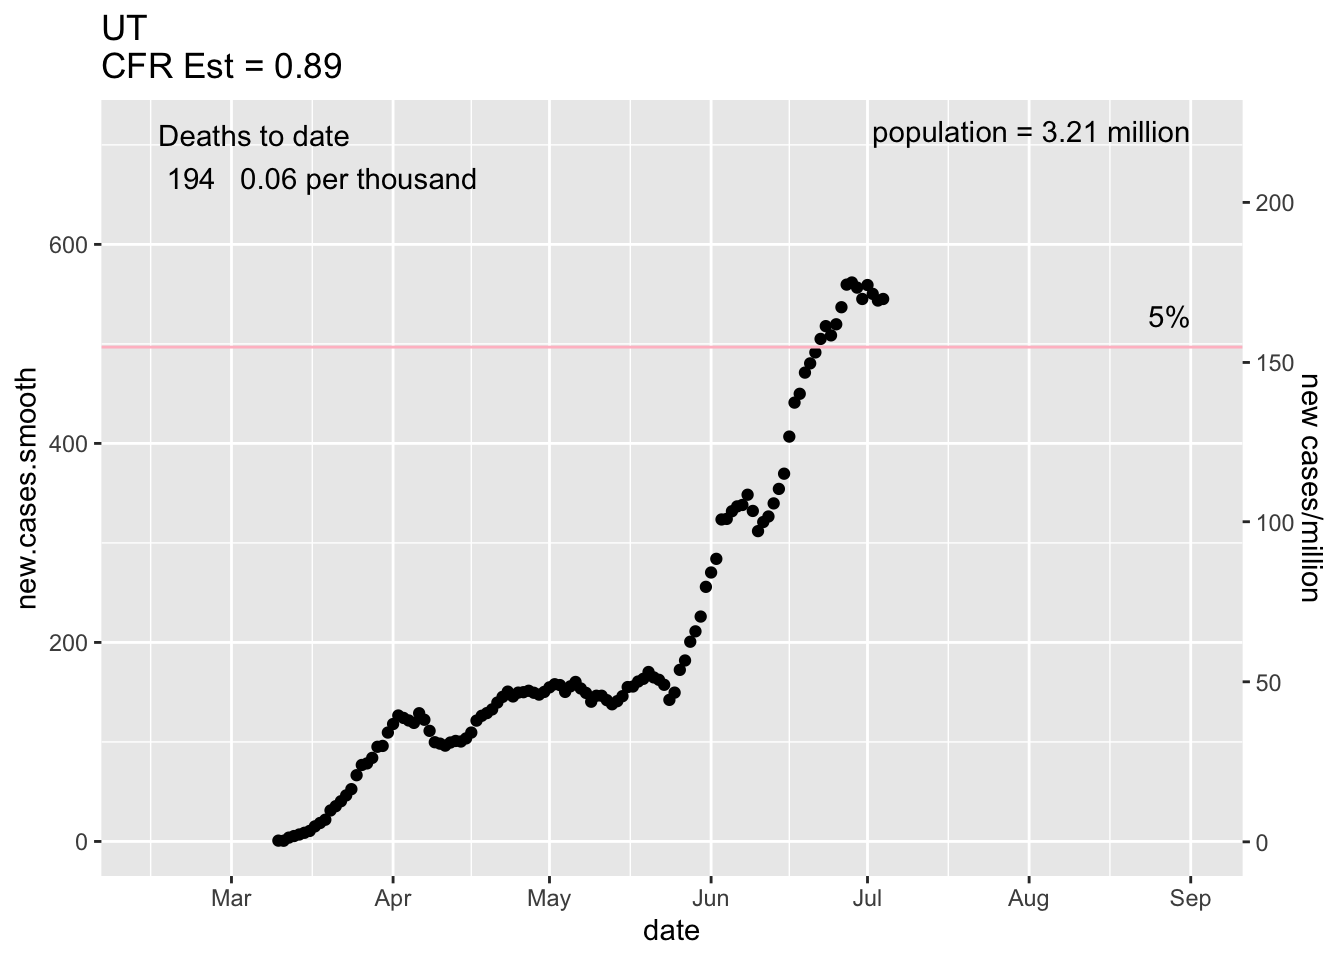 UT
CFR Est = 0.89
Deaths to date
194 0.06 per thousand
population = 3.21 million
5%
new.cases.smooth
600
400
200
0
200
150
100
50
0
new cases/million
Mar Apr May Jun Jul Aug Sep
date